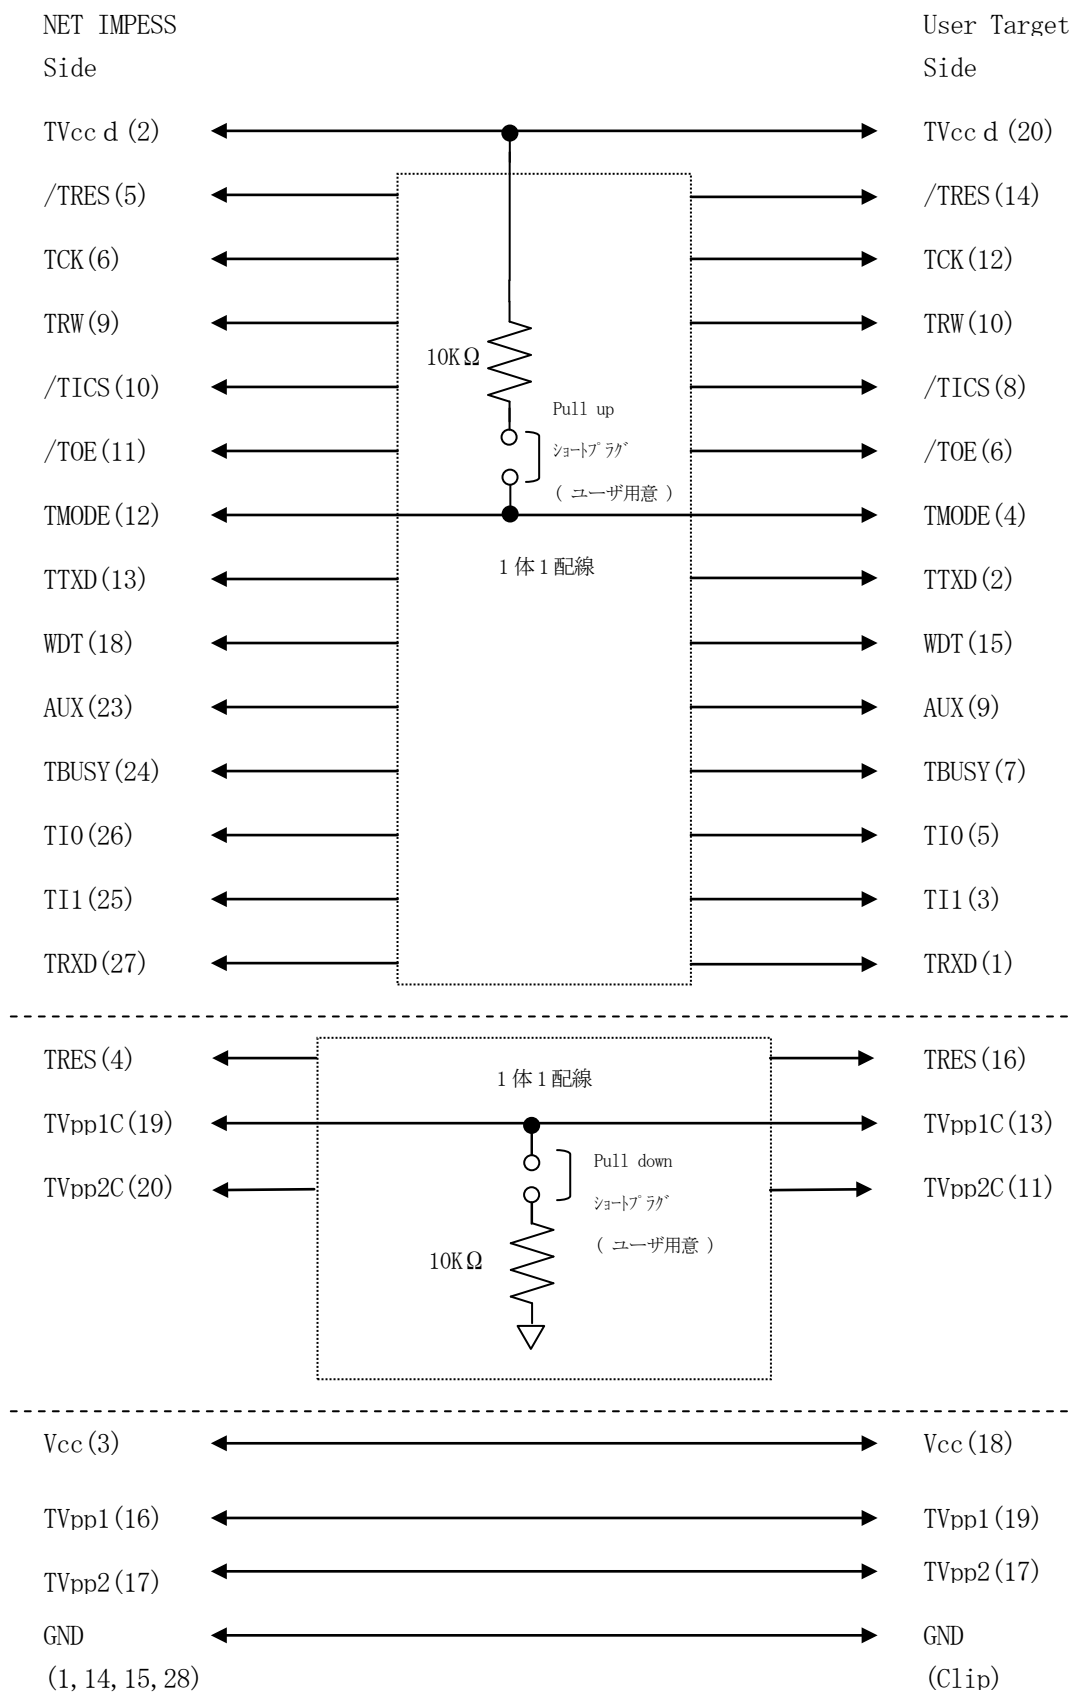 NET IMPESS User Target
Side Side
TVccｄ(2) TVccｄ(20)
/TRES(5) /TRES(14)
TCK(6) TCK(12)
TRW(9) TRW(10)
10KΩ
/TICS(10) /TICS(8)
Pull up
/TOE(11) ｼｮｰﾄﾌﾟﾗｸﾞ /TOE(6)
( ユーザ用意 )
TMODE(12) TMODE(4)
1体1配線
TTXD(13) TTXD(2)
WDT(18) WDT(15)
AUX(23) AUX(9)
TBUSY(24) TBUSY(7)
TI0(26) TI0(5)
TI1(25) TI1(3)
TRXD(27) TRXD(1)
TRES(4) TRES(16)
1体1配線
TVpp1C(19) TVpp1C(13)
Pull down
TVpp2C(20) TVpp2C(11)
ｼｮｰﾄﾌﾟﾗｸﾞ
( ユーザ用意 )
10KΩ
Vcc(3) Vcc(18)
TVpp1(16) TVpp1(19)
TVpp2(17) TVpp2(17)
GND GND
(1,14,15,28) (Clip)